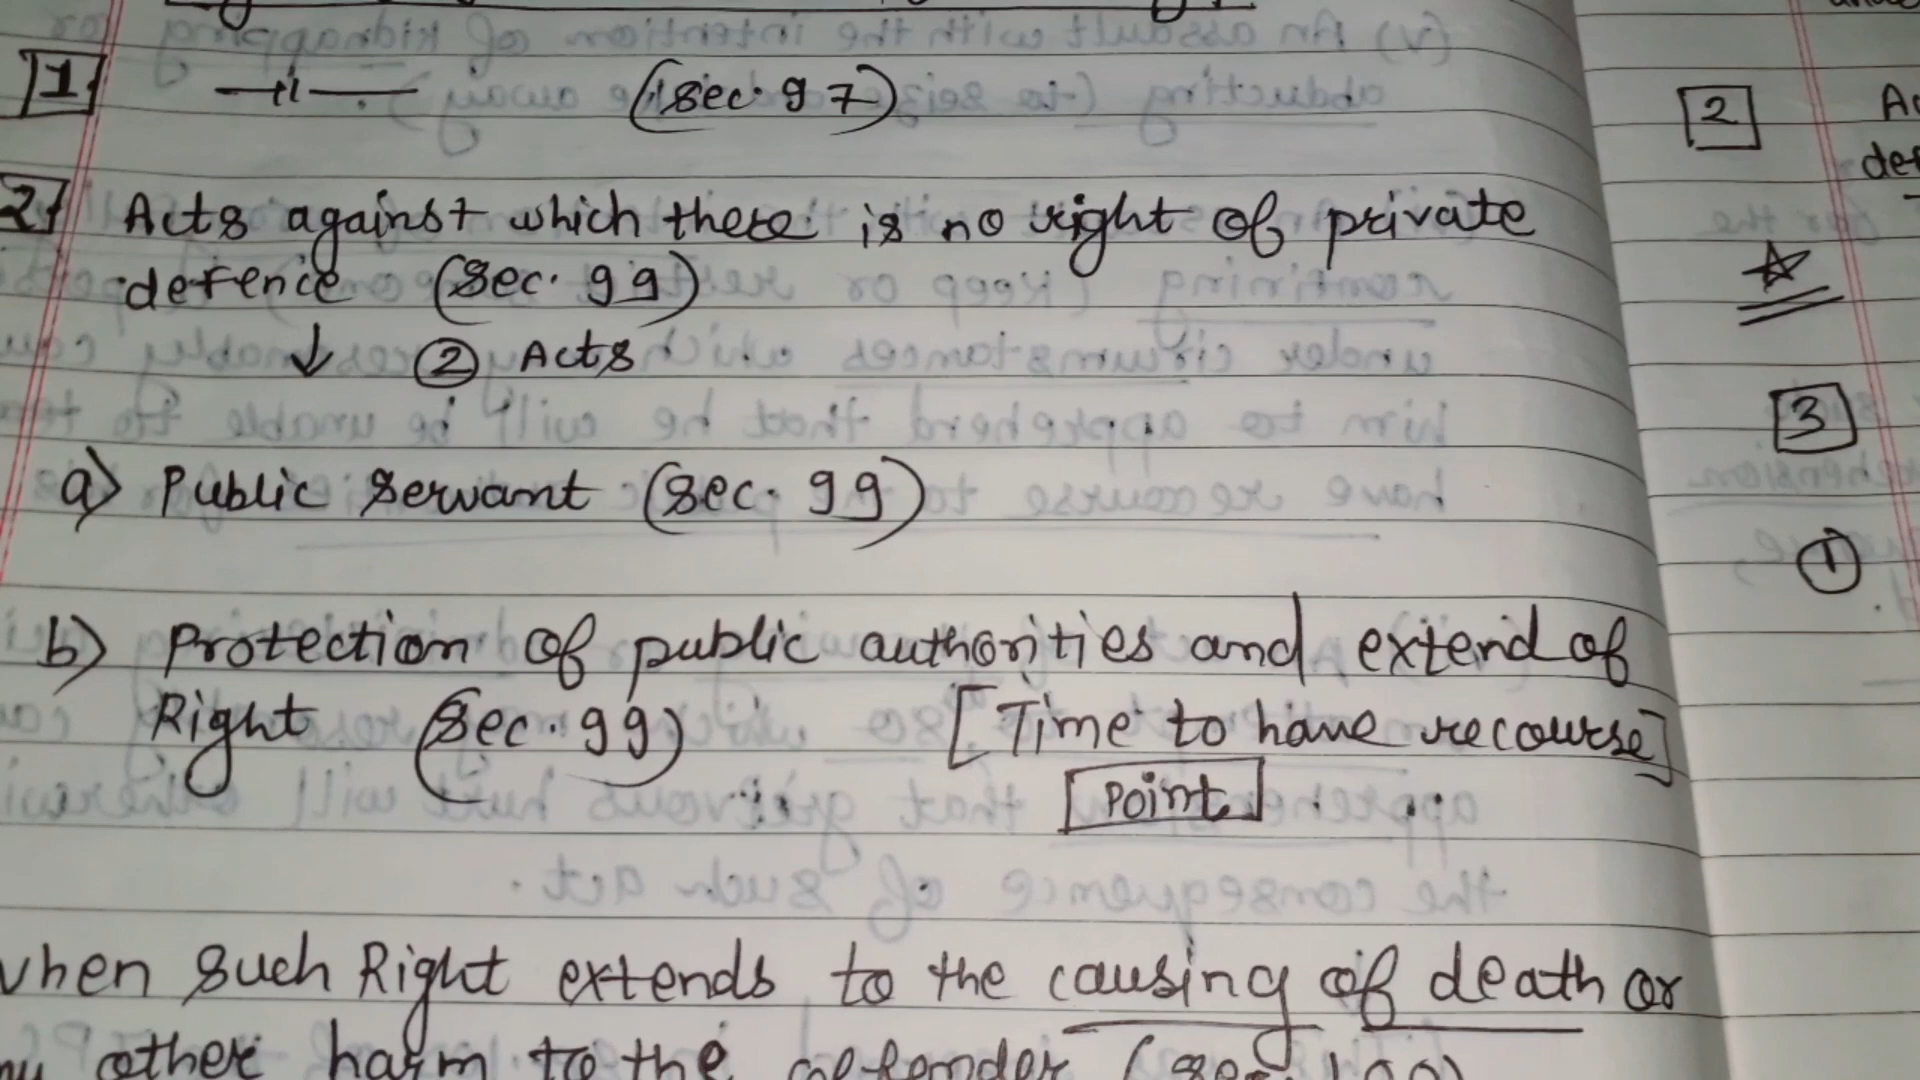 1 —11— (Sec. 97)
2 Acts against which there is no right of private
defence (Sec. 99)
↓ ② Acts
a) Public Servant (Sec. 99)
b) Protection of public authorities and extend of
Right (Sec. 99) [Time to have recourse]
Point
when such Right extends to the causing of death or
other harm to the
2
3
①